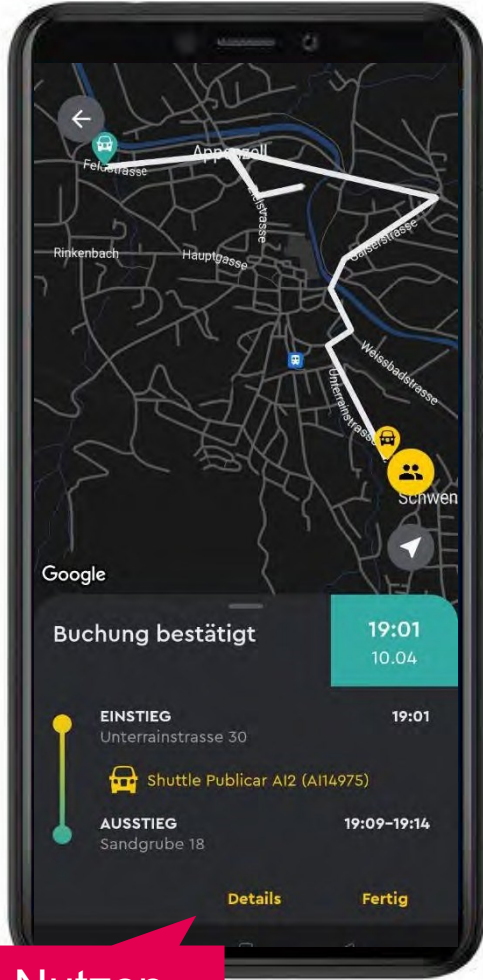 Feldstrasse
Appenzell
Zielstrasse
Gaiserstrasse
Rinkenbach
Hauptgasse
Weissbadstrasse
Unterrainstrasse
Schwen
Google
Buchung bestätigt
19:01
10.04
EINSTIEG 19:01
Unterrainstrasse 30
Shuttle Publicar AI2 (AI14975)
AUSSTIEG 19:09–19:14
Sandgrube 18
Details Fertig
Nutzen